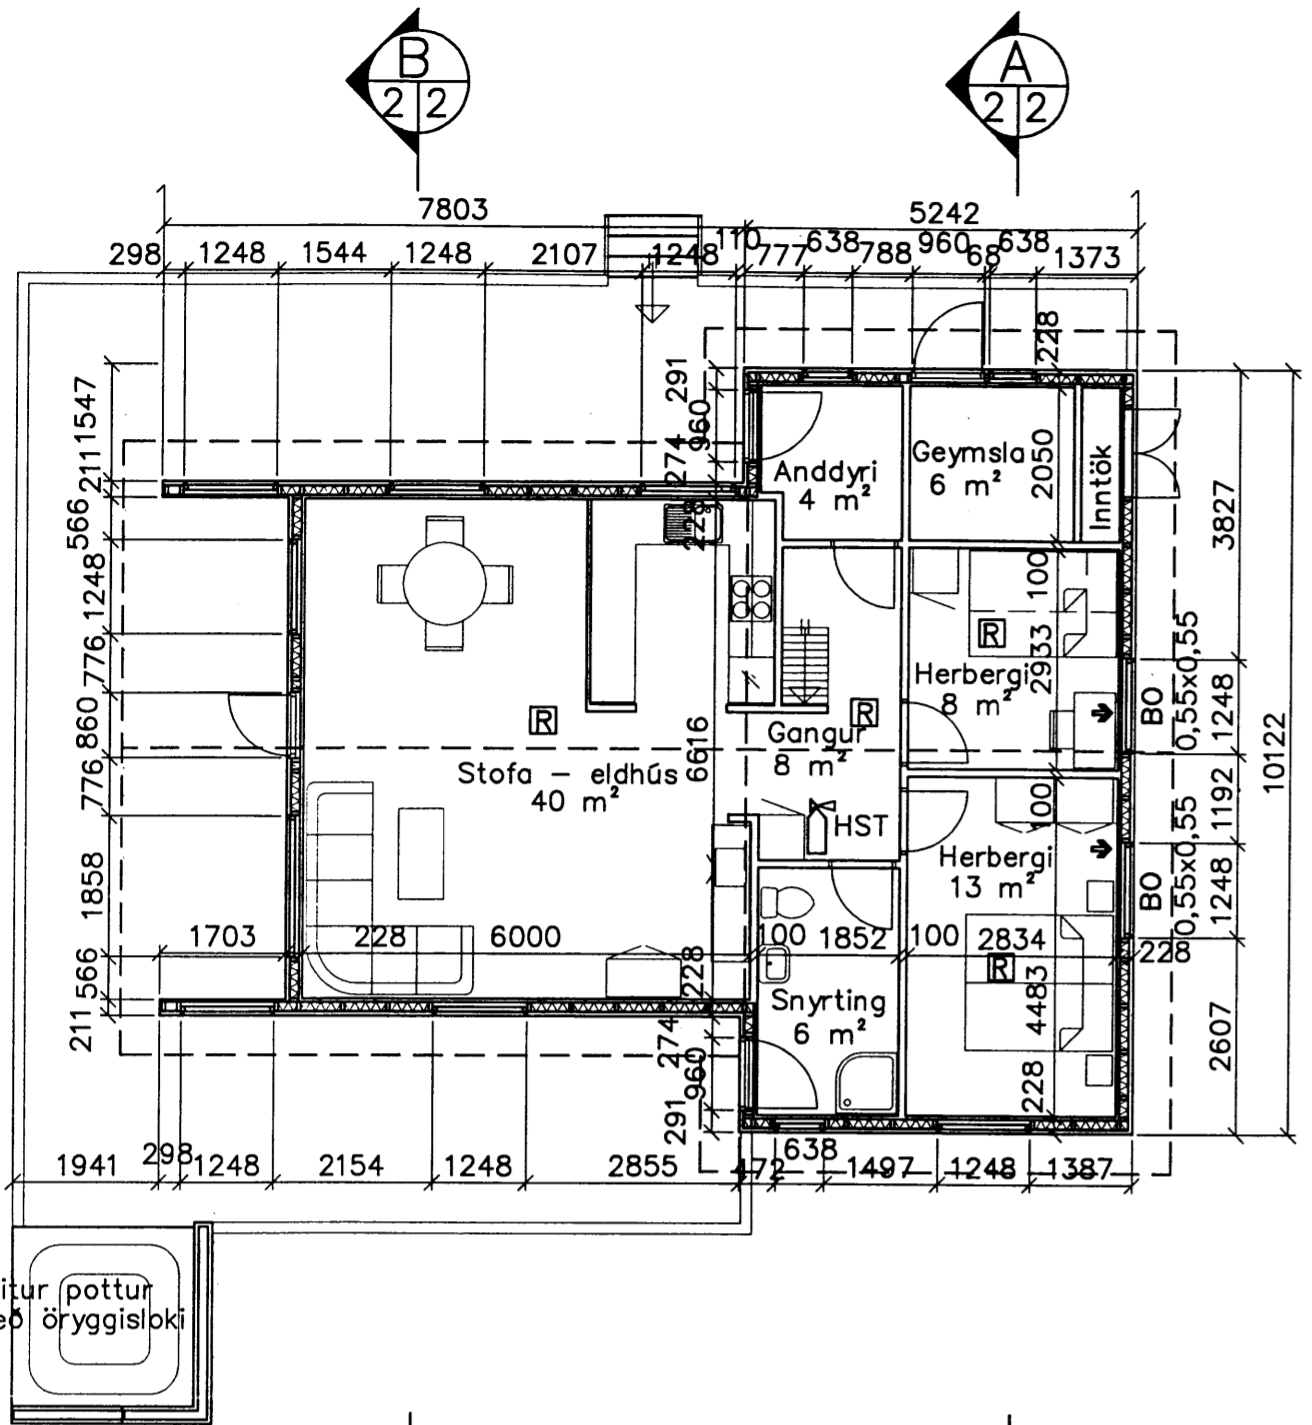 B
2 2
A
2 2
7803
5242
298 1248 1544 1248 2107 1248 110 777 638 788 960 68 638 1373
228
291
960
274
228
1547
211
566
1248
776
860
776
1858
566
211
Anddyri
4 m²
Geymsla
6 m²
2050
Inntök
3827
100
R
2933
Herbergi
8 m²
BO
0,55x0,55
1248
10122
R
R
6616
Gangur
8 m²
Stofa – eldhús
40 m²
HST
100
Herbergi
13 m²
1192
BO
0,55x0,55
1248
1703 228 6000 100 1852 100 2834 228
R
228
4483
Snyrting
6 m²
274
960
291
228
2607
1941 298 1248 2154 1248 2855 172 638 1497 1248 1387
itur pottur
eð öryggisloki